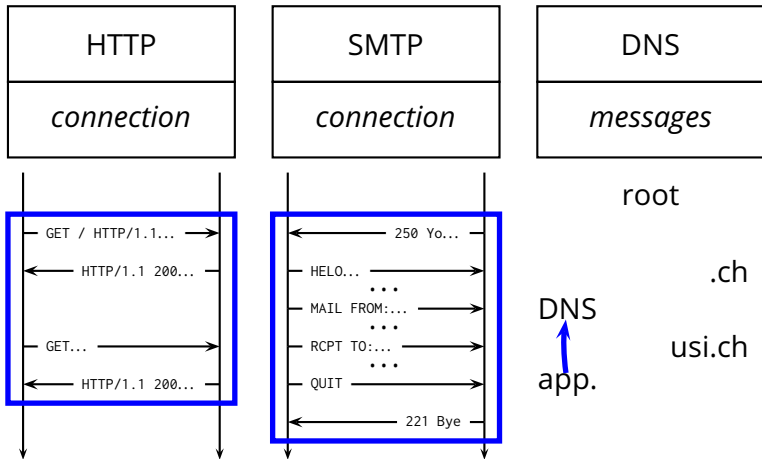 HTTP
connection
SMTP
connection
DNS
messages
GET / HTTP/1.1...
HTTP/1.1 200...
GET...
HTTP/1.1 200...
250 Yo...
HELO...
...
MAIL FROM:...
...
RCPT TO:...
...
QUIT
221 Bye
root
.ch
DNS
usi.ch
app.